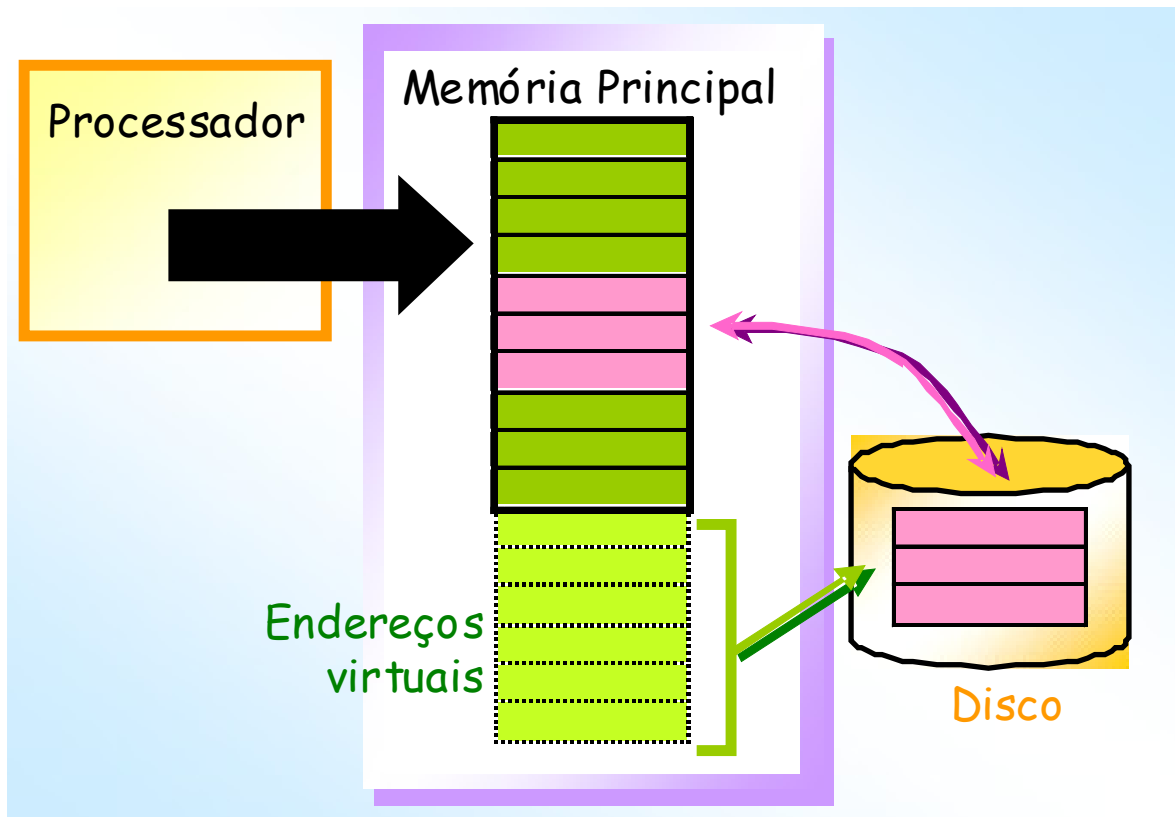 Processador
Memória Principal
Endereços
virtuais
Disco